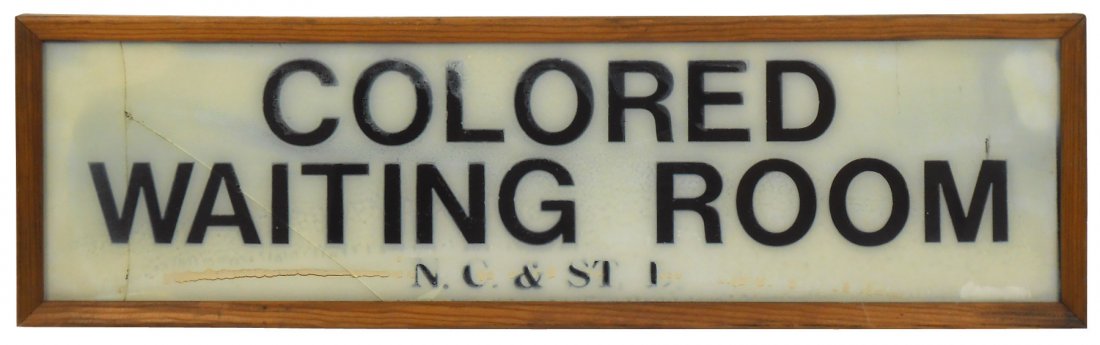 COLORED
WAITING ROOM
N. C. & ST. L